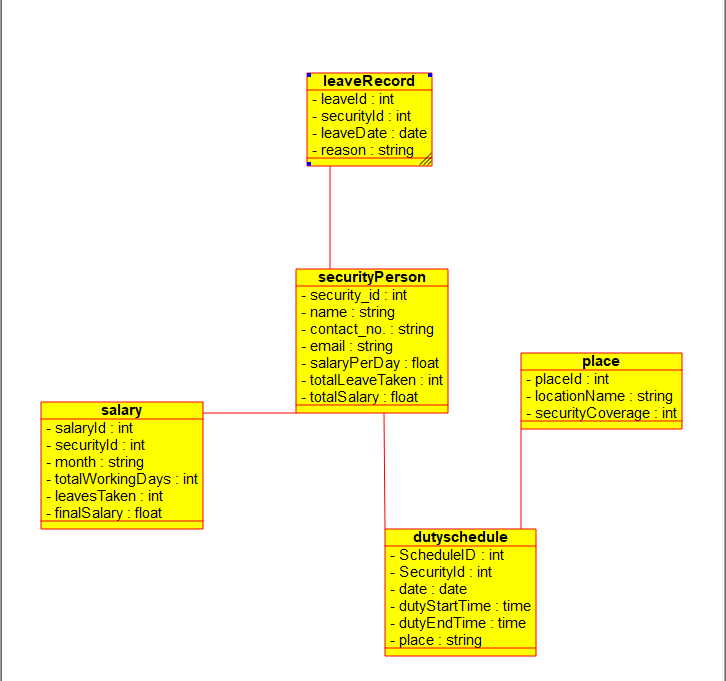 leaveRecord
- leaveId : int
- securityId : int
- leaveDate : date
- reason : string
securityPerson
- security_id : int
- name : string
- contact_no. : string
- email : string
- salaryPerDay : float
- totalLeaveTaken : int
- totalSalary : float
place
- placeId : int
- locationName : string
- securityCoverage : int
salary
- salaryId : int
- securityId : int
- month : string
- totalWorkingDays : int
- leavesTaken : int
- finalSalary : float
dutyschedule
- ScheduleID : int
- SecurityId : int
- date : date
- dutyStartTime : time
- dutyEndTime : time
- place : string